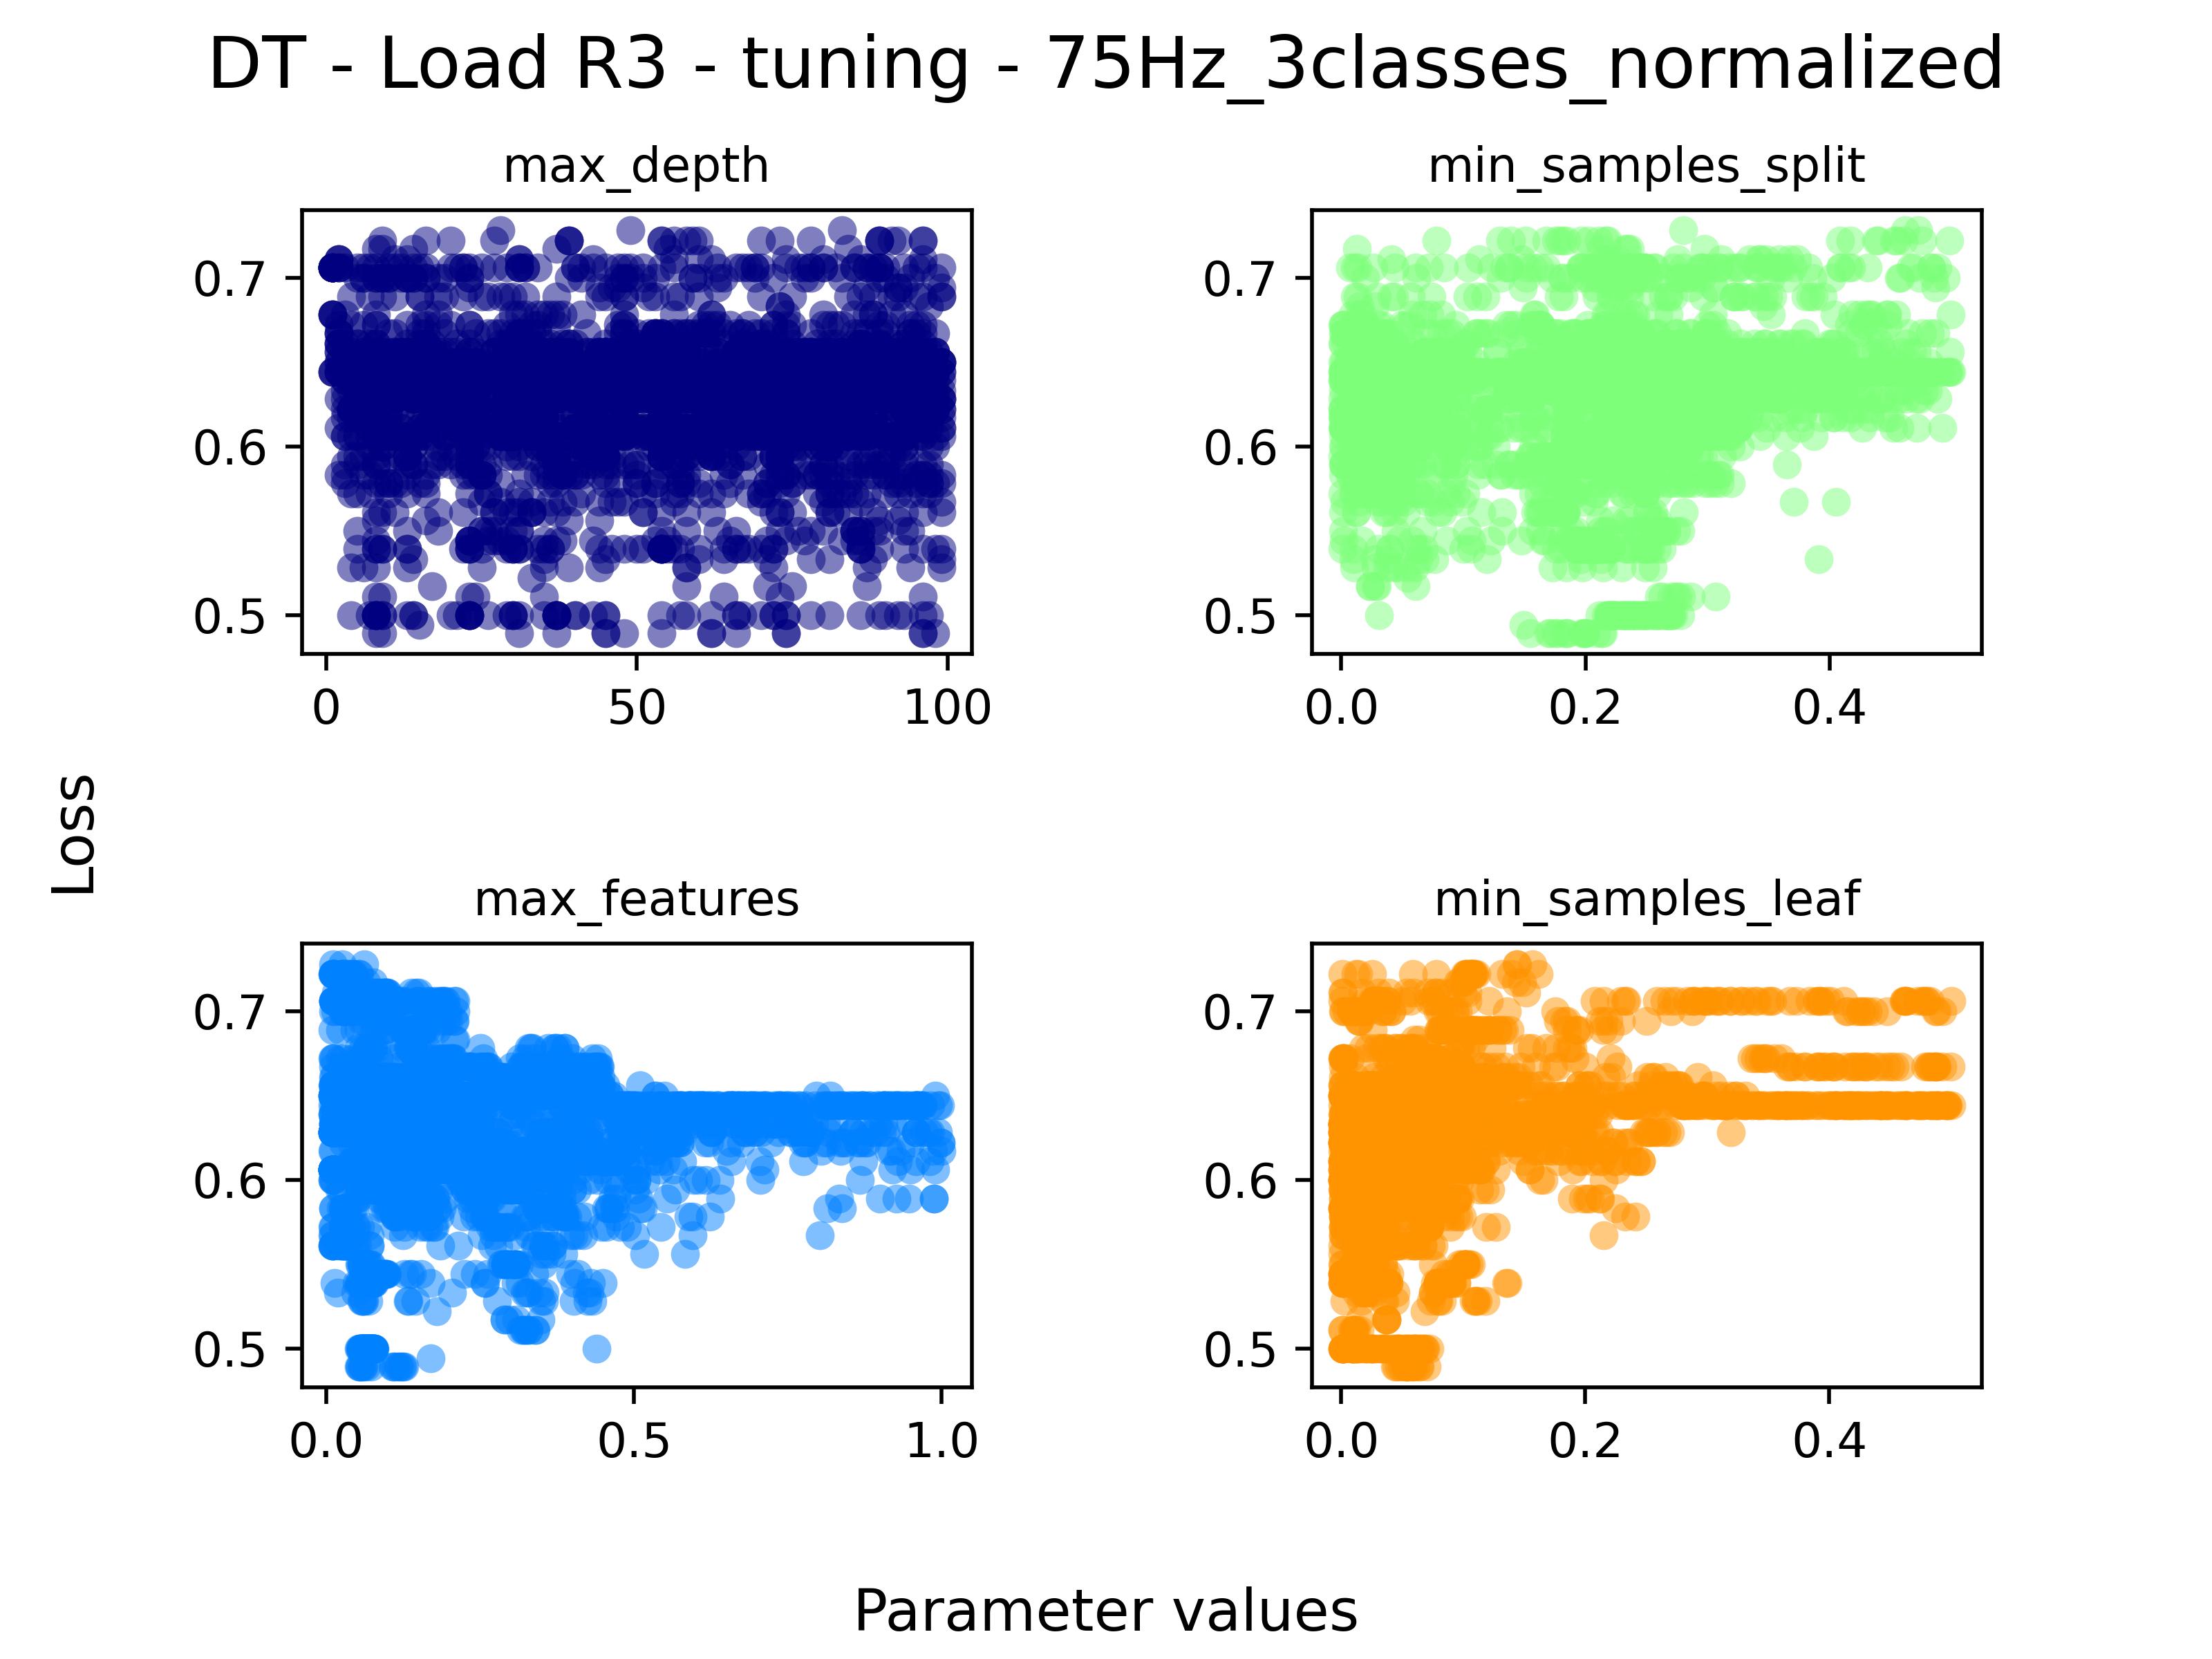 DT - Load R3 - tuning - 75Hz_3classes_normalized
max_depth
0.7
0.6
0.5
0 50 100
min_samples_split
0.7
0.6
0.5
0.0 0.2 0.4
Loss
max_features
0.7
0.6
0.5
0.0 0.5 1.0
min_samples_leaf
0.7
0.6
0.5
0.0 0.2 0.4
Parameter values